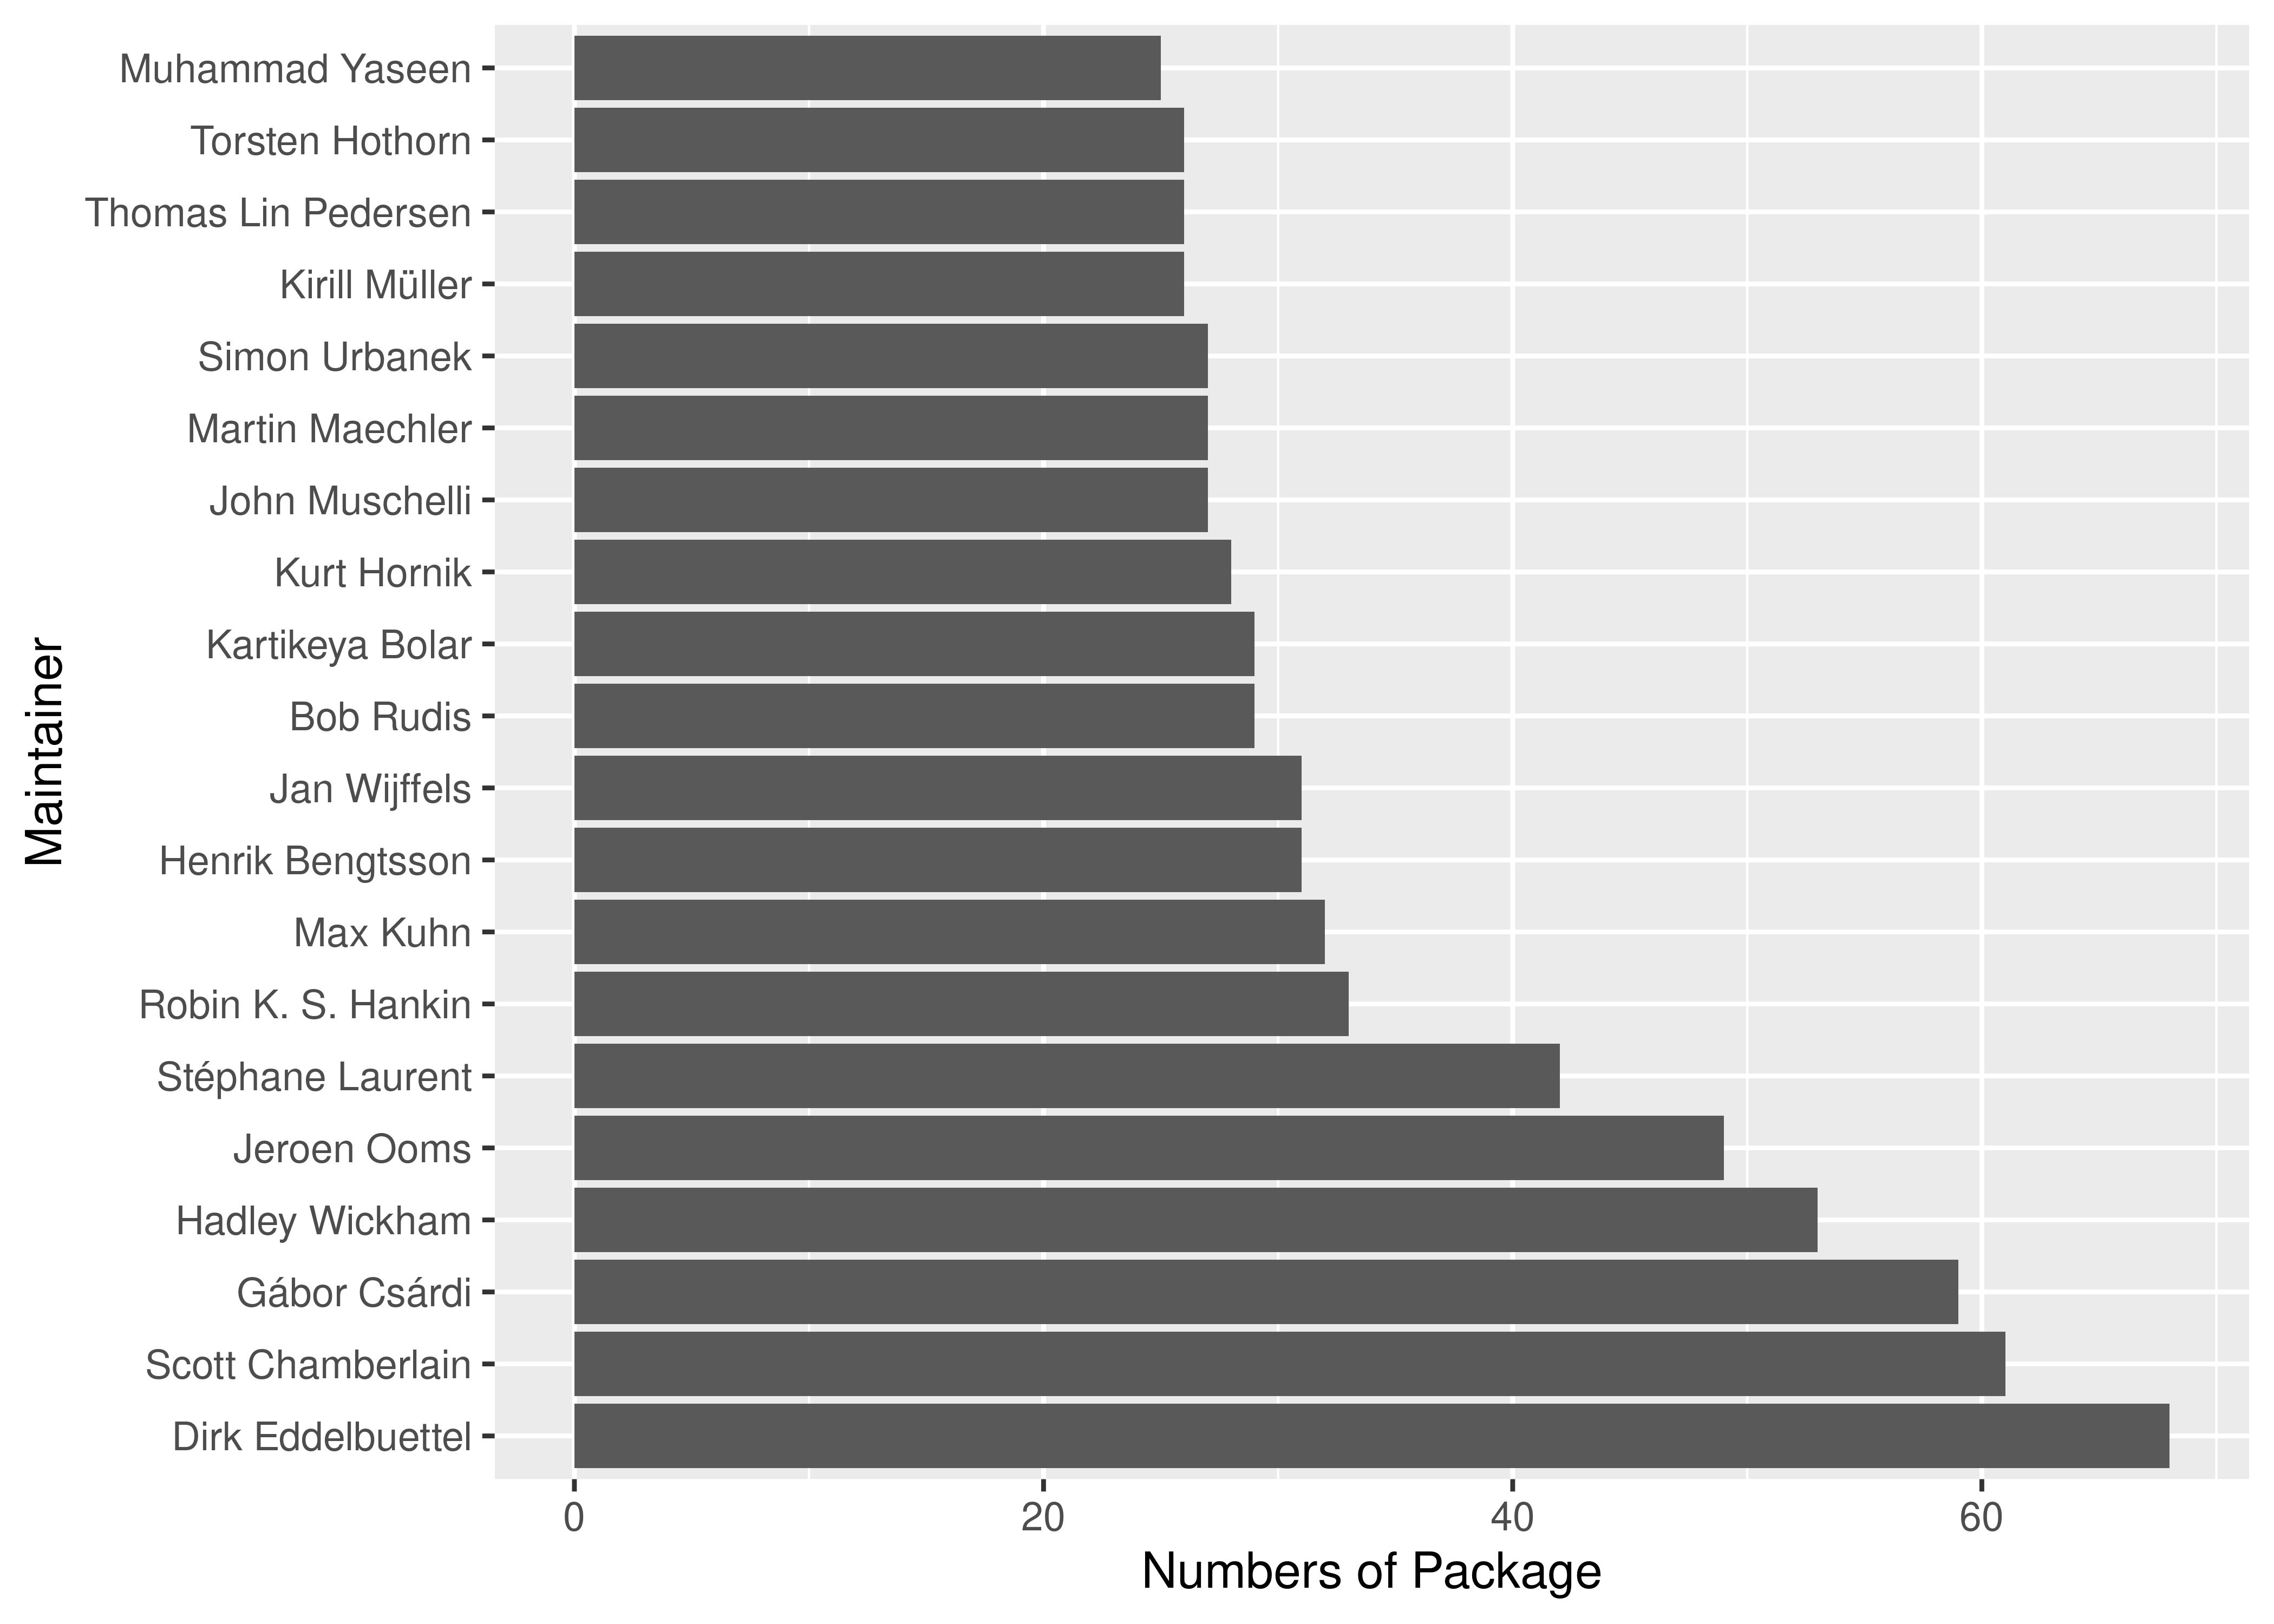 Muhammad Yaseen
Torsten Hothorn
Thomas Lin Pedersen
Kirill Müller
Simon Urbanek
Martin Maechler
John Muschelli
Kurt Hornik
Kartikeya Bolar
Bob Rudis
Jan Wijffels
Henrik Bengtsson
Max Kuhn
Robin K. S. Hankin
Stéphane Laurent
Jeroen Ooms
Hadley Wickham
Gábor Csárdi
Scott Chamberlain
Dirk Eddelbuettel
Maintainer
0 20 40 60
Numbers of Package